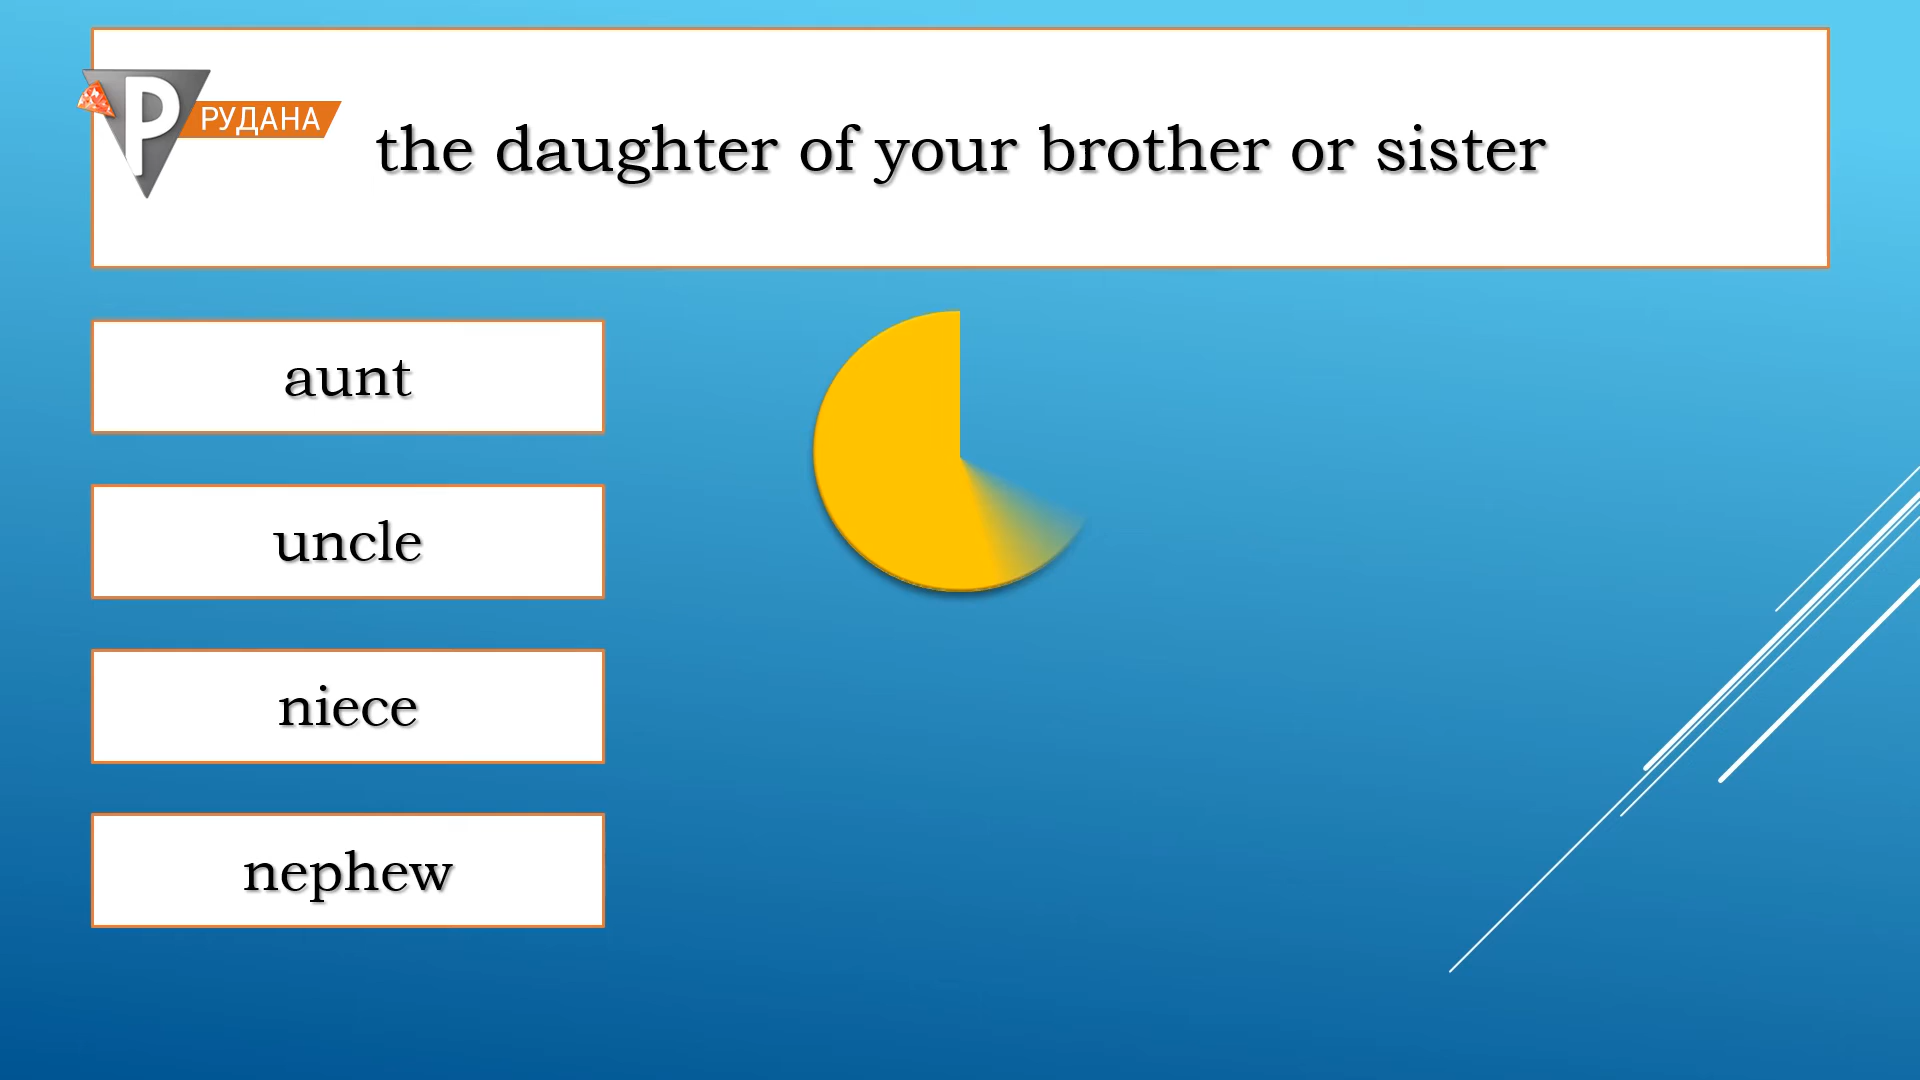 P РУДАНА
the daughter of your brother or sister
aunt
uncle
niece
nephew